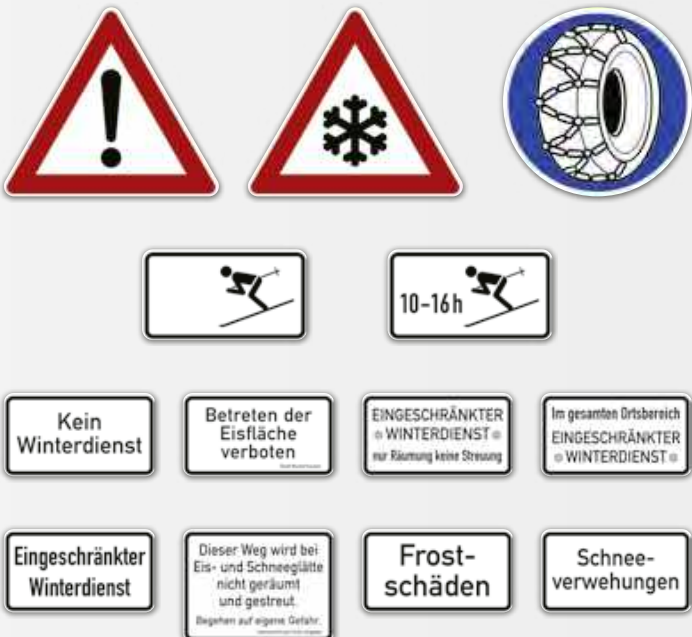 10-16h
Kein
Winterdienst
Betreten der
Eisfläche
verboten
EINGESCHRÄNKTER
WINTERDIENST
nur Räumung keine Streuung
Im gesamten Ortsbereich
EINGESCHRÄNKTER
WINTERDIENST
Eingeschränkter
Winterdienst
Dieser Weg wird bei
Eis- und Schneeglätte
nicht geräumt
und gestreut.
Begehen auf eigene Gefahr.
Frost-
schäden
Schnee-
verwehungen